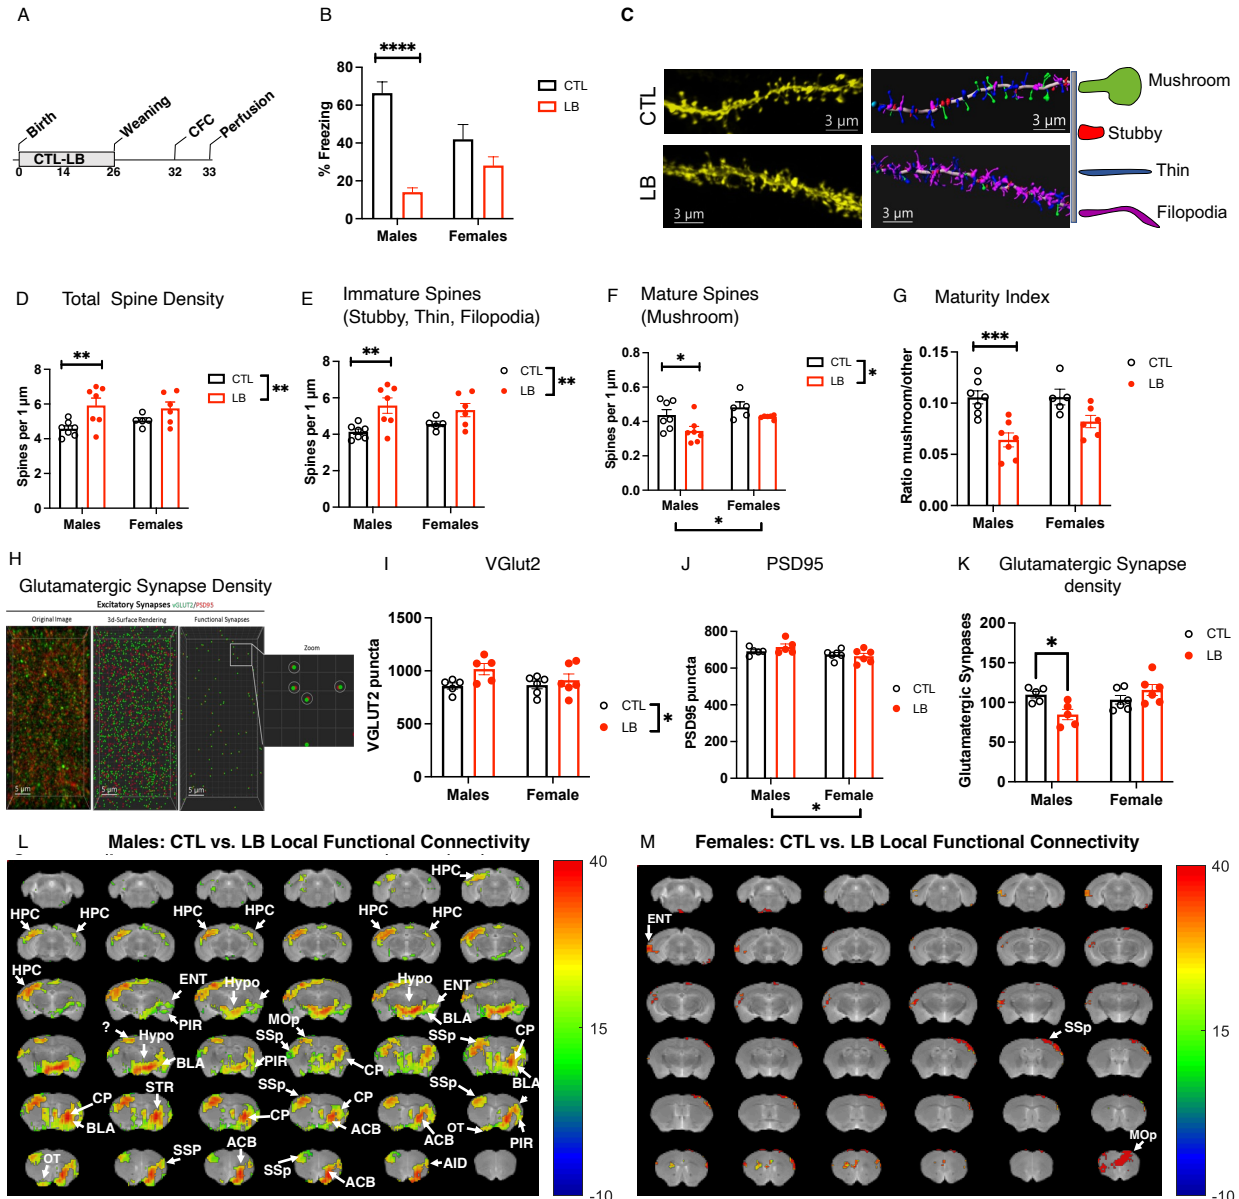 A
Birth
Weaning
CFC
Perfusion
CTL-LB
0 14 26 32 33
B
****
80
60
40
20
0
% Freezing
Males Females
CTL
LB
C
CTL
LB
3 μm
3 μm
3 μm
3 μm
Mushroom
Stubby
Thin
Filopodia
D Total Spine Density
**
8
6
4
2
0
Spines per 1 μm
Males Females
CTL
LB
**
E Immature Spines
(Stubby, Thin, Filopodia)
**
8
6
4
2
0
Spines per 1 μm
Males Females
CTL
LB
**
F Mature Spines
(Mushroom)
*
0.8
0.6
0.4
0.2
0.0
Spines per 1 μm
Males Females
*
CTL
LB
*
G Maturity Index
***
0.15
0.10
0.05
0.00
Ratio mushroom/other
Males Females
CTL
LB
H
Glutamatergic Synapse Density
Excitatory Synapses vGLUT2/PSD95
Original Image 3d-Surface Rendering Functional Synapses
Zoom
5 μm 5 μm 5 μm
I VGlut2
1500
1000
500
0
VGLUT2 puncta
Males Female
CTL
LB
*
J PSD95
800
600
400
200
0
PSD95 puncta
Males Female
*
CTL
LB
K Glutamatergic Synapse
density
*
200
150
100
50
0
Glutamatergic Synpases
Males Female
CTL
LB
L Males: CTL vs. LB Local Functional Connectivity
HPC
HPC HPC HPC HPC HPC
HPC ENT Hypo Hypo ENT
PIR BLA
? Hypo BLA MOp SSp PIR CP SSp CP BLA
CP STR SSp CP SSp
BLA CP ACB ACB OT PIR
OT SSP ACB SSp ACB AID
40
15
-10
M Females: CTL vs. LB Local Functional Connectivity
ENT
SSp
MOp
40
15
-10